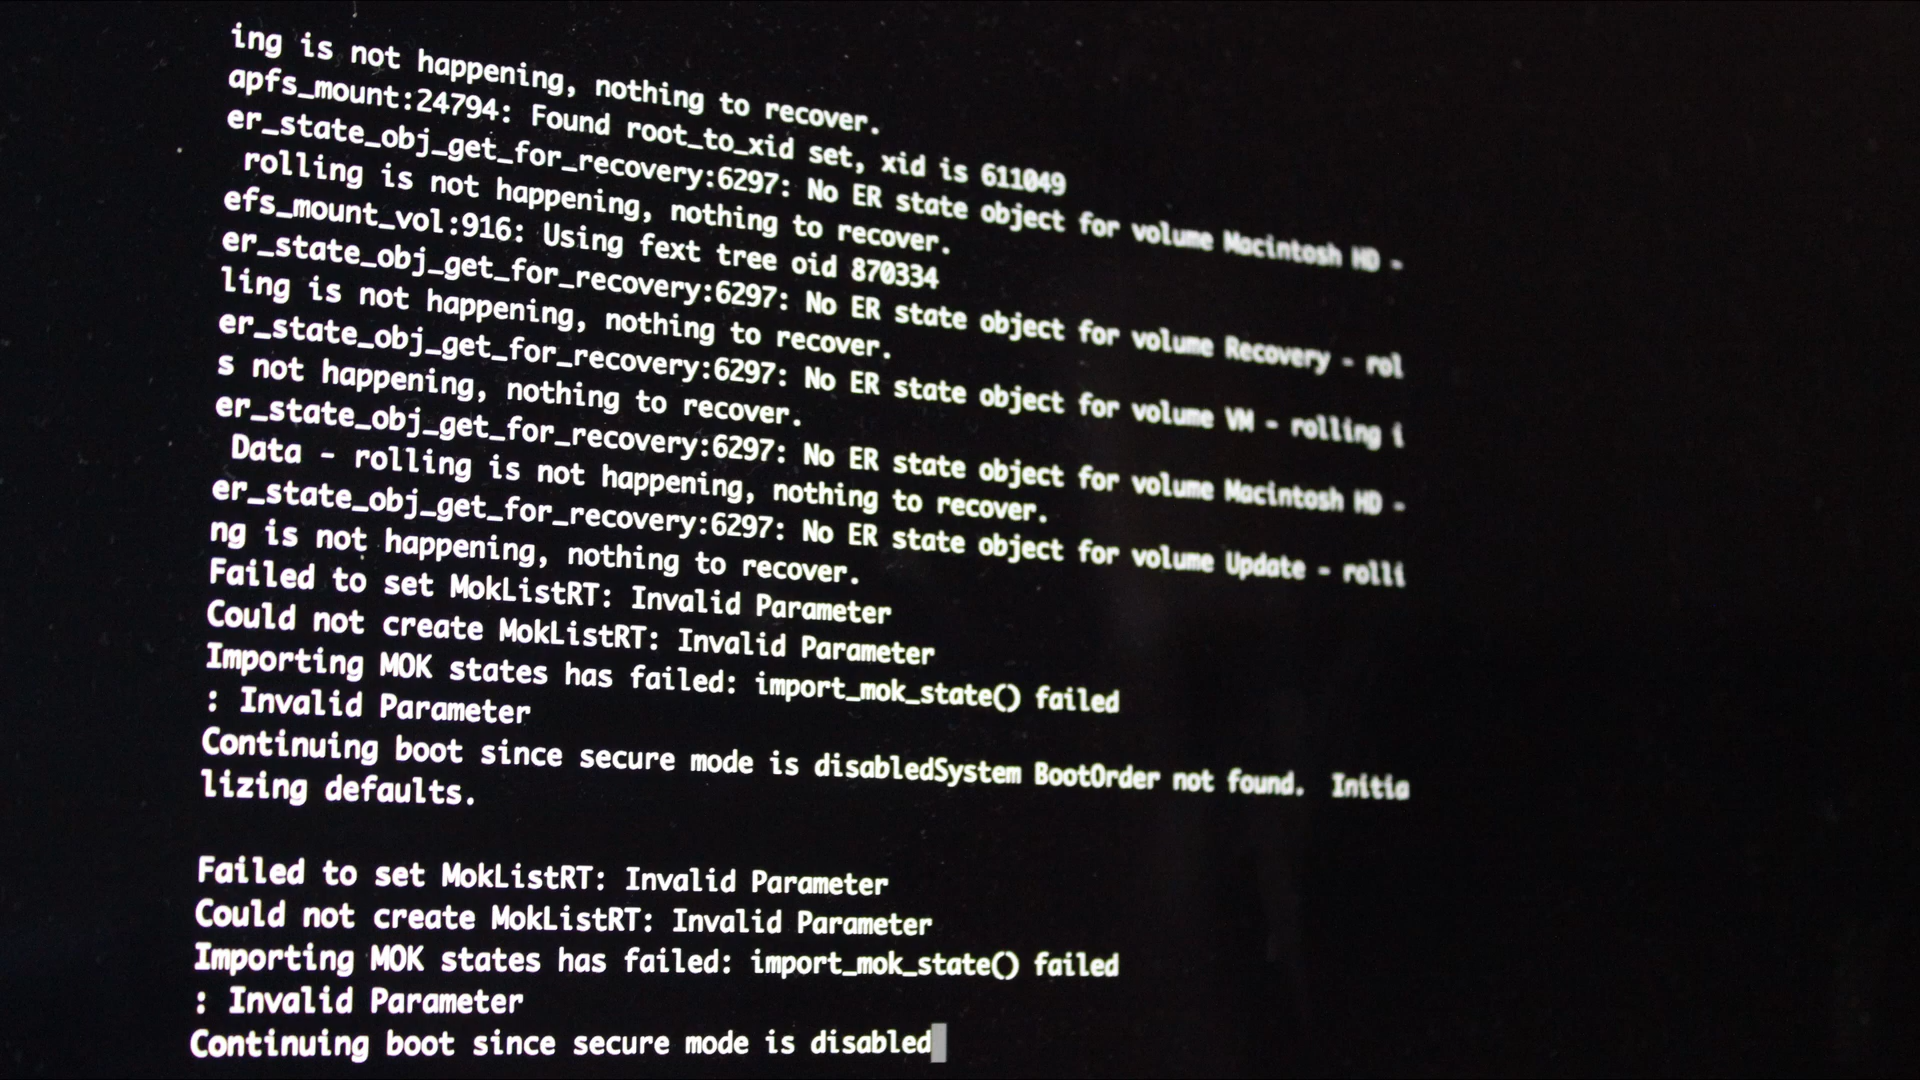 ing is not happening, nothing to recover.
apfs_mount:24794: Found root_to_xid set, xid is 611049
er_state_obj_get_for_recovery:6297: No ER state object for volume Macintosh HD -
 rolling is not happening, nothing to recover.
efs_mount_vol:916: Using fext tree oid 870334
er_state_obj_get_for_recovery:6297: No ER state object for volume Recovery - rol
ling is not happening, nothing to recover.
er_state_obj_get_for_recovery:6297: No ER state object for volume VM - rolling i
s not happening, nothing to recover.
er_state_obj_get_for_recovery:6297: No ER state object for volume Macintosh HD -
 Data - rolling is not happening, nothing to recover.
er_state_obj_get_for_recovery:6297: No ER state object for volume Update - rolli
ng is not happening, nothing to recover.
Failed to set MokListRT: Invalid Parameter
Could not create MokListRT: Invalid Parameter
Importing MOK states has failed: import_mok_state() failed
: Invalid Parameter
Continuing boot since secure mode is disabledSystem BootOrder not found.  Initia
lizing defaults.

Failed to set MokListRT: Invalid Parameter
Could not create MokListRT: Invalid Parameter
Importing MOK states has failed: import_mok_state() failed
: Invalid Parameter
Continuing boot since secure mode is disabled